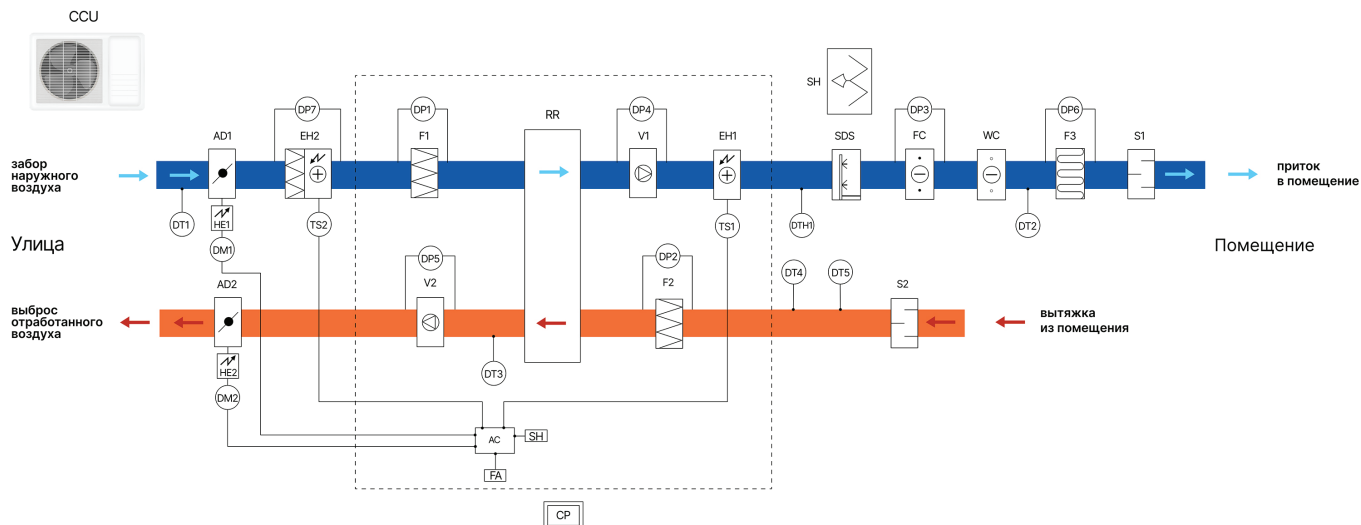 CCU
SH
RR
DP7
DP1
DP4
DP3
DP6
AD1
EH2
F1
V1
EH1
SDS
FC
WC
F3
S1
забор
наружного
воздуха
приток
в помещение
DT1
HE1
TS2
TS1
DTH1
DT2
DM1
Улица
Помещение
DP5
DP2
DT4
DT5
AD2
V2
F2
S2
выброс
отработанного
воздуха
вытяжка
из помещения
HE2
DT3
DM2
AC
SH
FA
CP